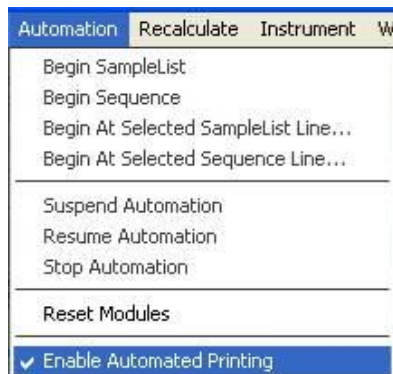 Automation Recalculate Instrument W
Begin SampleList
Begin Sequence
Begin At Selected SampleList Line...
Begin At Selected Sequence Line...
Suspend Automation
Resume Automation
Stop Automation
Reset Modules
Enable Automated Printing